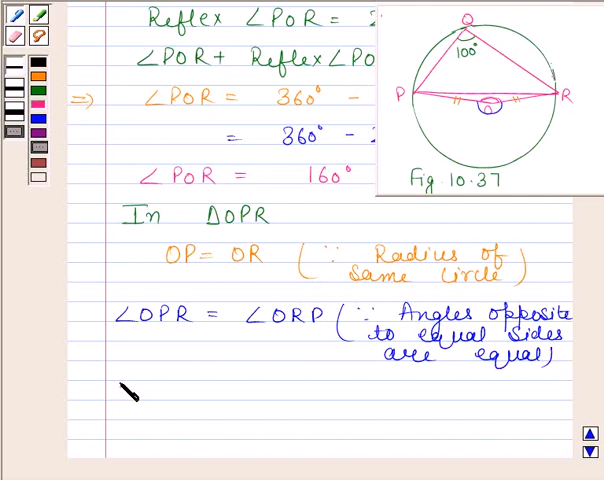 Reflex ∠POR = 2
∠POR + Reflex ∠PO
⇒ ∠POR = 360° -
= 360° - 2
∠POR = 160°
In ΔOPR
OP = OR (∵ Radius of
same circle)
∠OPR = ∠ORP (∵ Angles opposite
to equal sides
are equal)
Q
100°
P
R
O
Fig 10.37